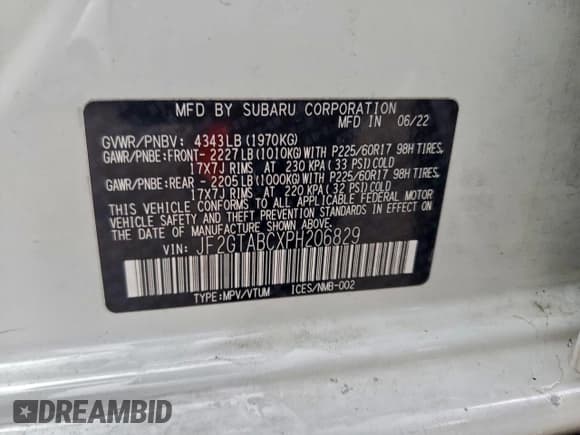 MFD BY SUBARU CORPORATION
MFD IN 06/22
GVWR/PNBV: 4343LB(1970KG)
GAWR/PNBE:FRONT- 2227LB(1010KG)WITH P225/60R17 98H TIRES,
17X7J RIMS AT 230 KPA(33 PSI)COLD
GAWR/PNBE:REAR - 2205LB(1000KG)WITH P225/60R17 98H TIRES,
17X7J RIMS AT 220 KPA(32 PSI)COLD
THIS VEHICLE CONFORMS TO ALL APPLICABLE FEDERAL MOTOR
VEHICLE SAFETY AND THEFT PREVENTION STANDARDS IN EFFECT ON
THE DATE OF MANUFACTURE SHOWN ABOVE.
VIN: JF2GTABCXPH206829
TYPE:MPV/VTUM ICES/NMB-002
DREAMBID